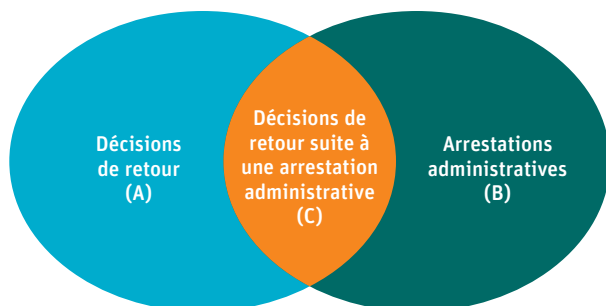 Décisions
de retour
(A)
Décisions de
retour suite à
une arrestation
administrative
(C)
Arrestations
administratives
(B)